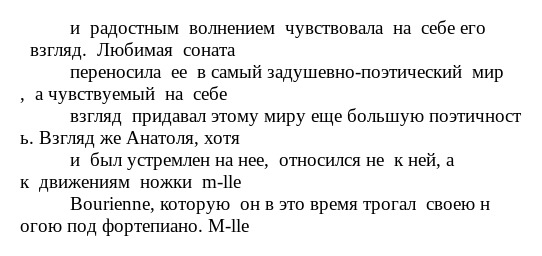 и радостным волнением чувствовала на себе его
взгляд. Любимая соната
переносила ее в самый задушевно-поэтический мир
, а чувствуемый на себе
взгляд придавал этому миру еще большую поэтичност
ь. Взгляд же Анатоля, хотя
и был устремлен на нее, относился не к ней, а
к движениям ножки m-lle
Bourienne, которую он в это время трогал своею н
огою под фортепиано. M-lle